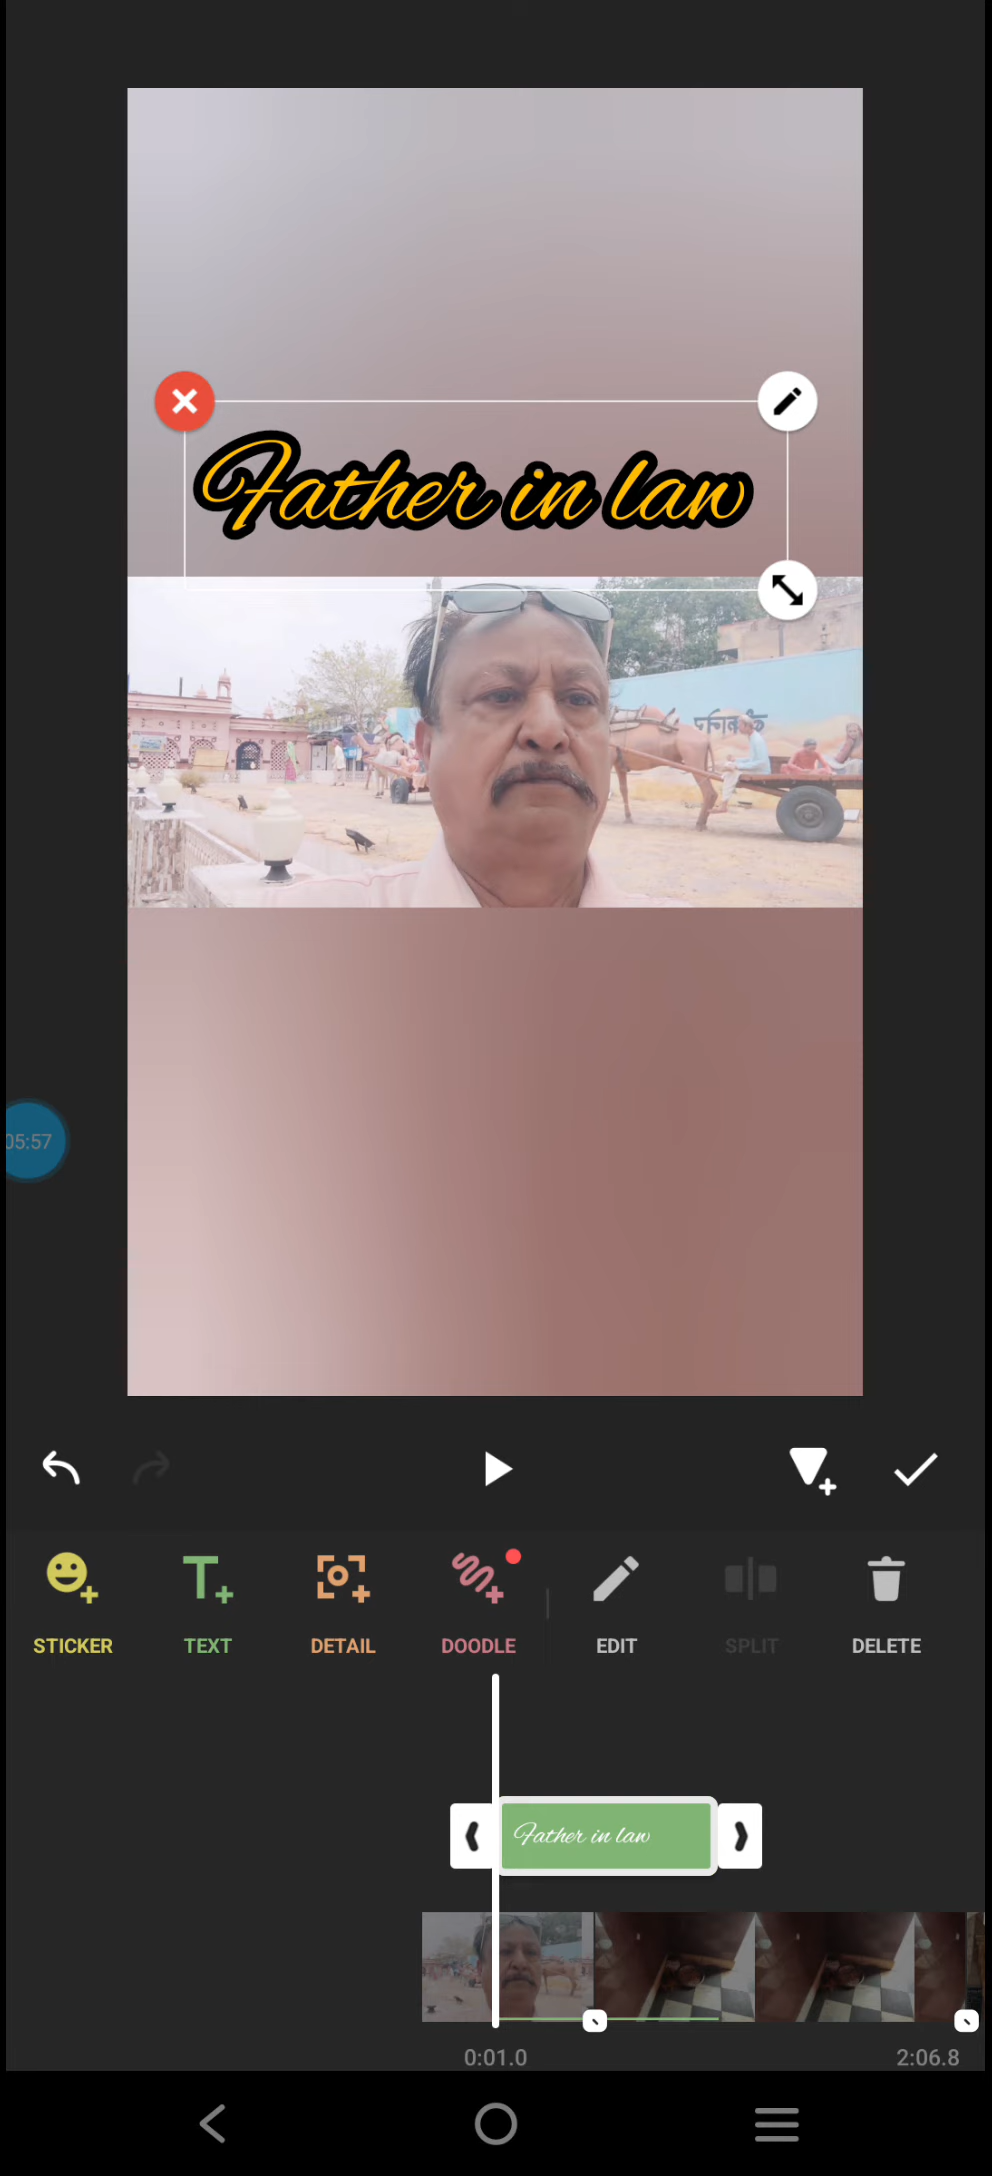 Father in law
05:57
STICKER
TEXT
DETAIL
DOODLE
EDIT
SPLIT
DELETE
Father in law
0:01.0
2:06.8